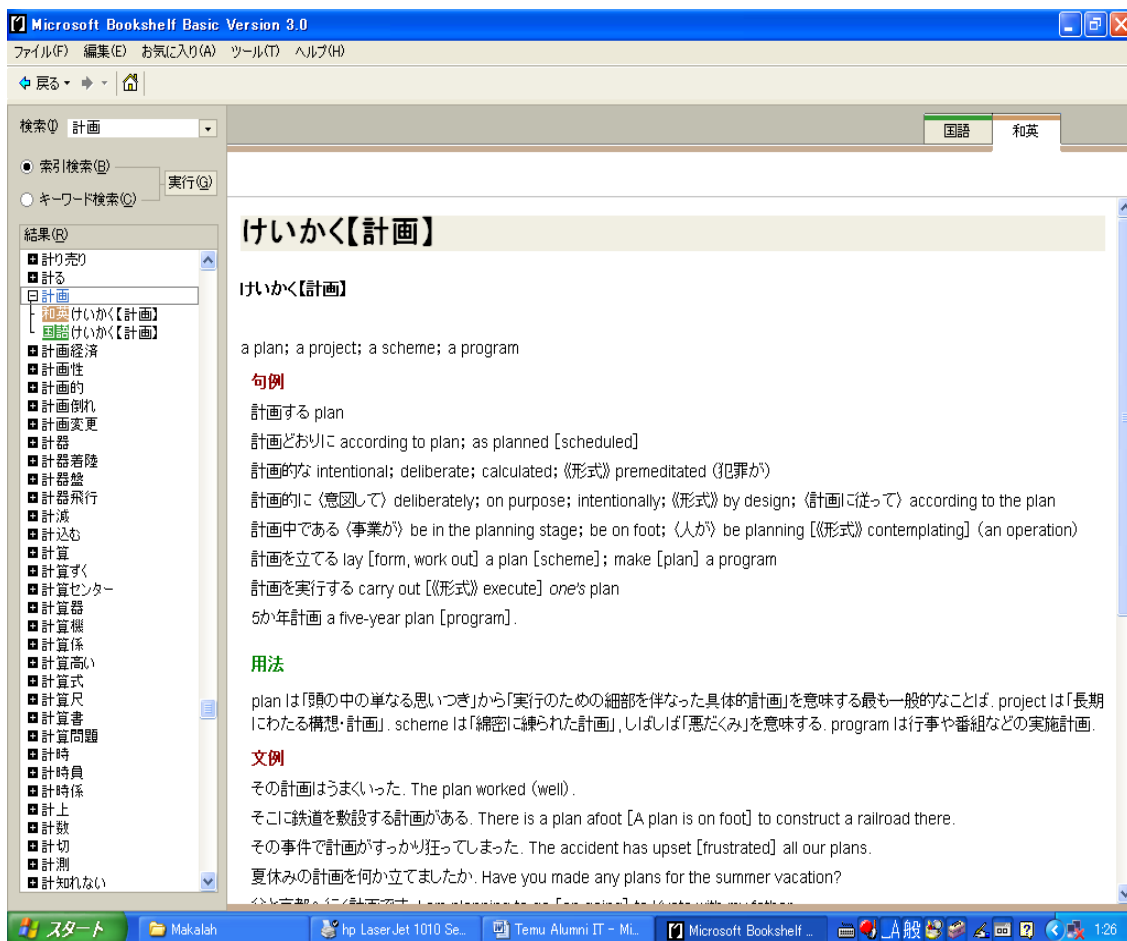 Microsoft Bookshelf Basic Version 3.0
ファイル(F) 編集(E) お気に入り(A) ツール(T) ヘルプ(H)
戻る
検索(I) 計画
国語 和英
索引検索(B)
キーワード検索(C)
実行(G)
結果(R)
計り売り
計る
計画
和英けいかく【計画】
国語けいかく【計画】
計画経済
計画性
計画的
計画倒れ
計画変更
計器
計器着陸
計器盤
計器飛行
計減
計込む
計算
計算ずく
計算センター
計算器
計算機
計算係
計算高い
計算式
計算尺
計算書
計算問題
計時
計時員
計時係
計上
計数
計切
計測
計知れない
けいかく【計画】
けいかく【計画】
a plan; a project; a scheme; a program
句例
計画する plan
計画どおりに according to plan; as planned [scheduled]
計画的な intentional; deliberate; calculated; 《形式》 premeditated (犯罪が)
計画的に 〈意図して〉 deliberately; on purpose; intentionally; 《形式》 by design; 〈計画に従って〉 according to the plan
計画中である 〈事業が〉 be in the planning stage; be on foot; 〈人が〉 be planning [《形式》 contemplating] (an operation)
計画を立てる lay [form, work out] a plan [scheme]; make [plan] a program
計画を実行する carry out [《形式》 execute] one's plan
5か年計画 a five-year plan [program].
用法
plan は「頭の中の単なる思いつき」から「実行のための細部を伴なった具体的計画」を意味する最も一般的なことば. project は「長期
にわたる構想・計画」. scheme は「綿密に練られた計画」, しばしば「悪だくみ」を意味する. program は行事や番組などの実施計画.
文例
その計画はうまくいった. The plan worked (well).
そこに鉄道を敷設する計画がある. There is a plan afoot [A plan is on foot] to construct a railroad there.
その事件で計画がすっかり狂ってしまった. The accident has upset [frustrated] all our plans.
夏休みの計画を何か立てましたか. Have you made any plans for the summer vacation?
スタート Makalah hp LaserJet 1010 Se... Temu Alumni IT - Mi... Microsoft Bookshelf ... A 般 1:26